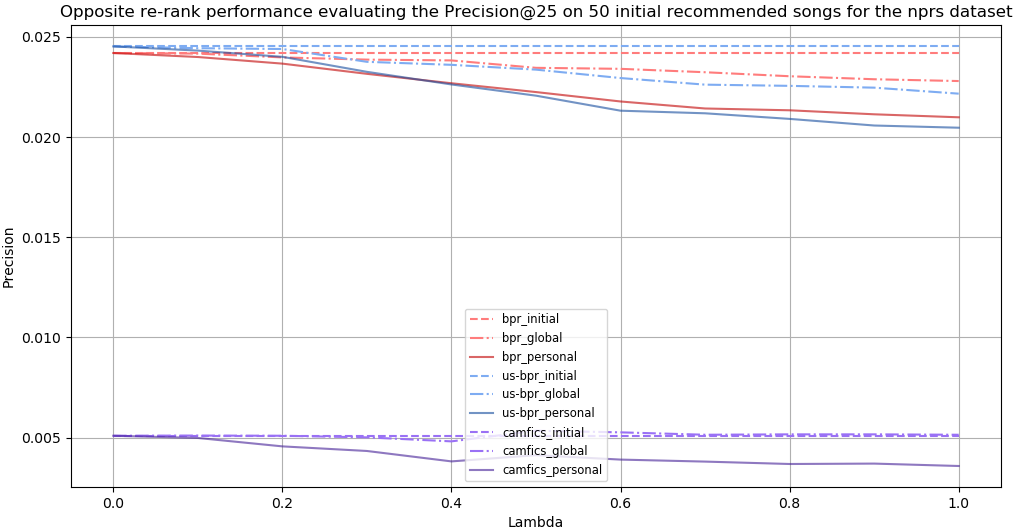 Opposite re-rank performance evaluating the Precision@25 on 50 initial recommended songs for the nprs dataset
0.025
0.020
0.015
0.010
0.005
Precision
bpr_initial
bpr_global
bpr_personal
us-bpr_initial
us-bpr_global
us-bpr_personal
camfics_initial
camfics_global
camfics_personal
0.0 0.2 0.4 0.6 0.8 1.0
Lambda